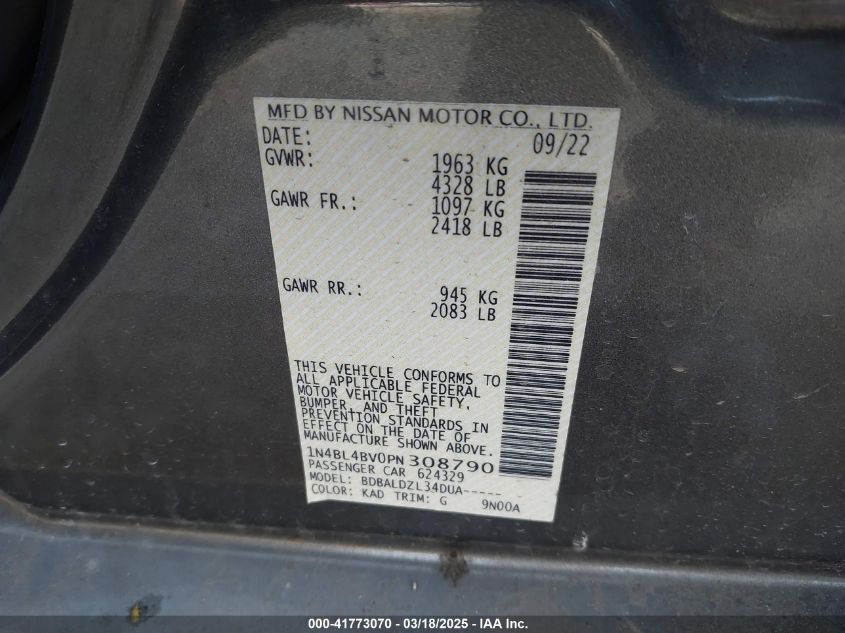 MFD BY NISSAN MOTOR CO., LTD.
DATE: 09/22
GVWR: 1963 KG
4328 LB
GAWR FR.: 1097 KG
2418 LB
GAWR RR.: 945 KG
2083 LB
THIS VEHICLE CONFORMS TO
ALL APPLICABLE FEDERAL
MOTOR VEHICLE SAFETY,
BUMPER, AND THEFT
PREVENTION STANDARDS IN
EFFECT ON THE DATE OF
MANUFACTURE SHOWN ABOVE.
1N4BL4BV0PN308790
PASSENGER CAR 624329
MODEL: BDBALDZL34DUA-----
COLOR: KAD TRIM: G 9N00A
000-41773070 - 03/18/2025 - IAA Inc.